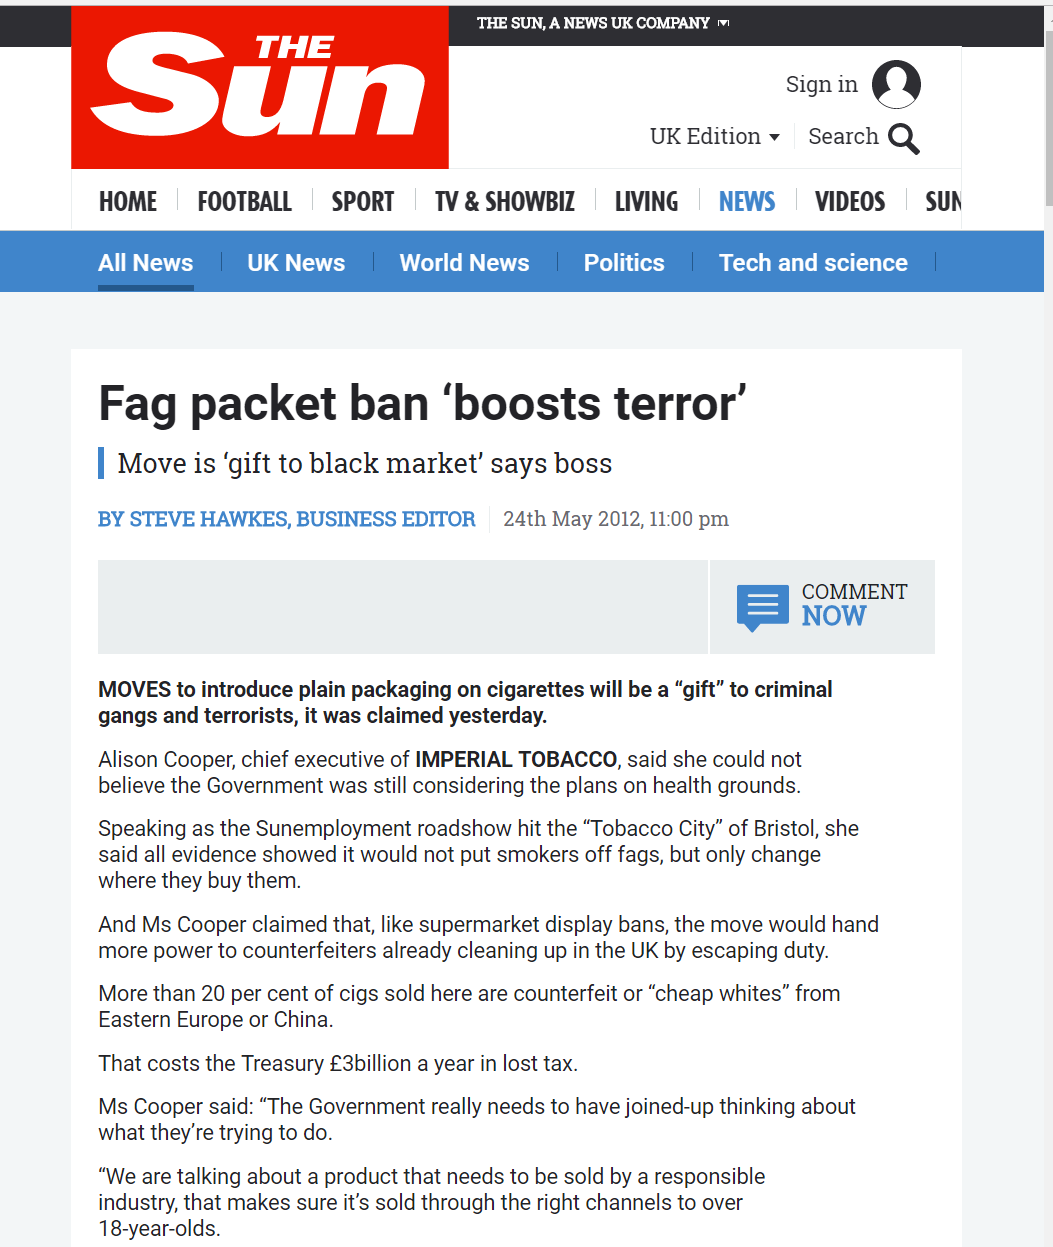 THE SUN, A NEWS UK COMPANY
THE
Sun
Sign in
UK Edition
Search
HOME
FOOTBALL
SPORT
TV & SHOWBIZ
LIVING
NEWS
VIDEOS
SUN
All News
UK News
World News
Politics
Tech and science
Fag packet ban ‘boosts terror’
Move is ‘gift to black market’ says boss
BY STEVE HAWKES, BUSINESS EDITOR
24th May 2012, 11:00 pm
COMMENT
NOW
MOVES to introduce plain packaging on cigarettes will be a “gift” to criminal
gangs and terrorists, it was claimed yesterday.
Alison Cooper, chief executive of IMPERIAL TOBACCO, said she could not
believe the Government was still considering the plans on health grounds.
Speaking as the Sunemployment roadshow hit the “Tobacco City” of Bristol, she
said all evidence showed it would not put smokers off fags, but only change
where they buy them.
And Ms Cooper claimed that, like supermarket display bans, the move would hand
more power to counterfeiters already cleaning up in the UK by escaping duty.
More than 20 per cent of cigs sold here are counterfeit or “cheap whites” from
Eastern Europe or China.
That costs the Treasury £3billion a year in lost tax.
Ms Cooper said: “The Government really needs to have joined-up thinking about
what they’re trying to do.
“We are talking about a product that needs to be sold by a responsible
industry, that makes sure it’s sold through the right channels to over
18-year-olds.